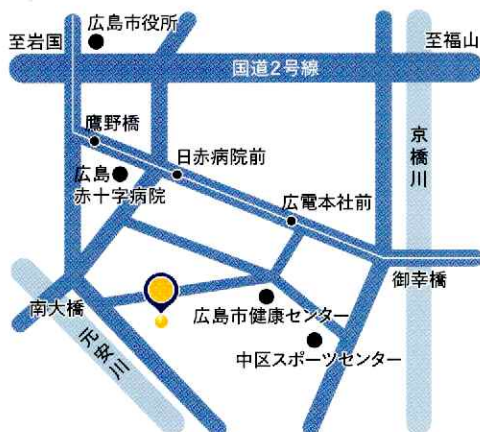 広島市役所
至岩国
至福山
国道2号線
鷹野橋
京橋川
日赤病院前
広島
赤十字病院
広電本社前
御幸橋
南大橋
元安川
広島市健康センター
中区スポーツセンター